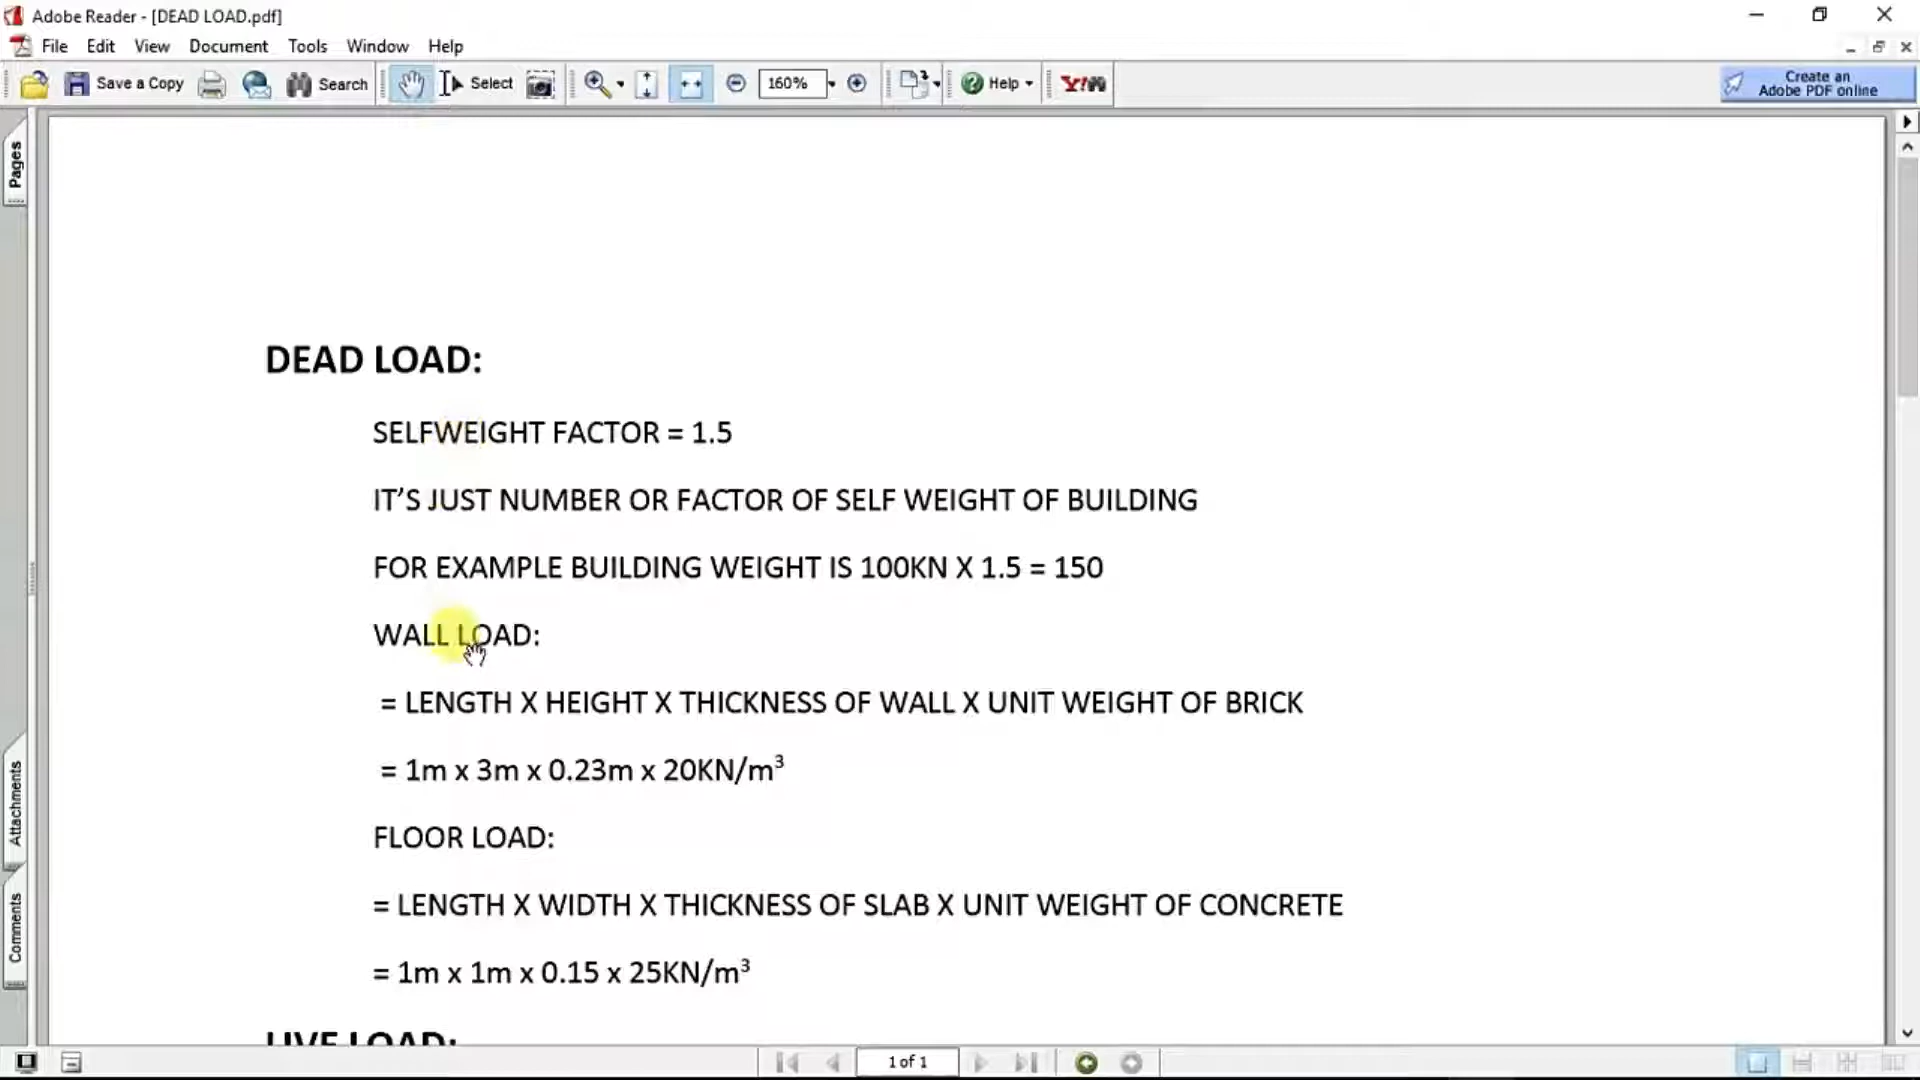 Adobe Reader - [DEAD LOAD.pdf]
File Edit View Document Tools Window Help
Save a Copy Search Select 160% Help Y! Create an Adobe PDF online
Pages
DEAD LOAD:
SELFWEIGHT FACTOR = 1.5
IT’S JUST NUMBER OR FACTOR OF SELF WEIGHT OF BUILDING
FOR EXAMPLE BUILDING WEIGHT IS 100KN X 1.5 = 150
WALL LOAD:
= LENGTH X HEIGHT X THICKNESS OF WALL X UNIT WEIGHT OF BRICK
= 1m x 3m x 0.23m x 20KN/m³
Attachments
FLOOR LOAD:
= LENGTH X WIDTH X THICKNESS OF SLAB X UNIT WEIGHT OF CONCRETE
Comments
= 1m x 1m x 0.15 x 25KN/m³
LIVE LOAD:
1 of 1